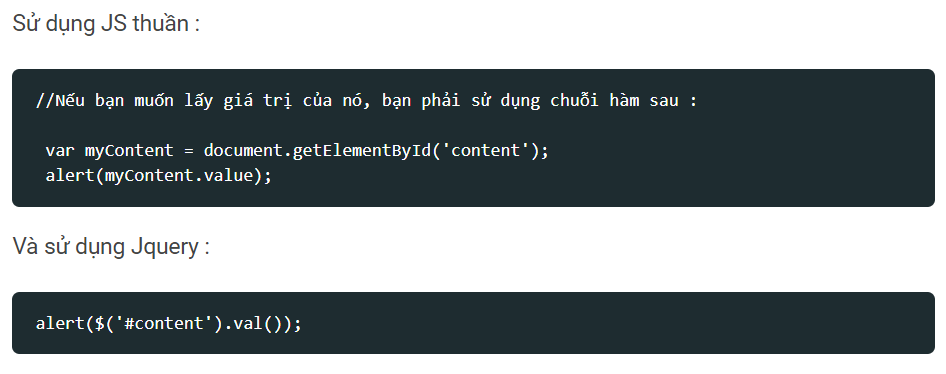 Sử dụng JS thuần :
//Nếu bạn muốn lấy giá trị của nó, bạn phải sử dụng chuỗi hàm sau :
var myContent = document.getElementById('content');
alert(myContent.value);
Và sử dụng Jquery :
alert($('#content').val());